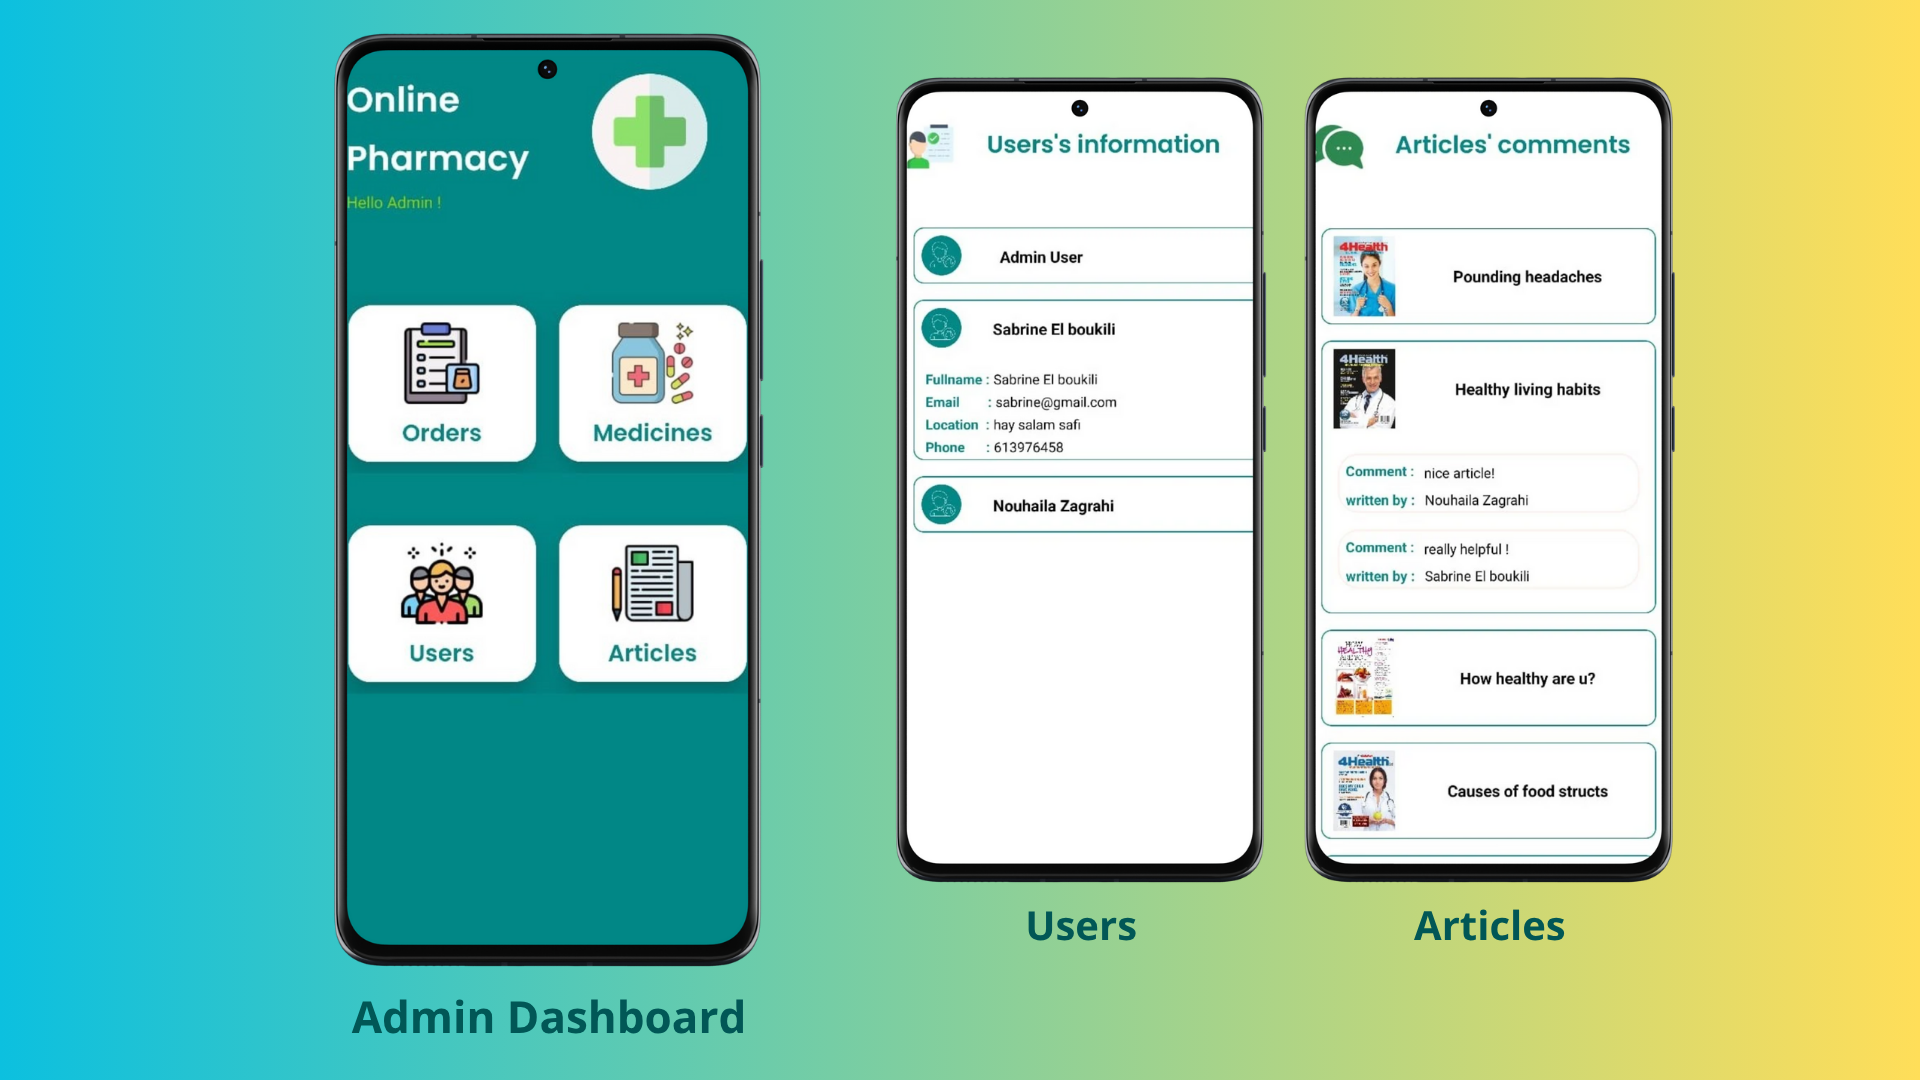 Online
Pharmacy
Hello Admin !
Orders
Medicines
Users
Articles
Admin Dashboard
Users's information
Admin User
Sabrine El boukili
Fullname : Sabrine El boukili
Email : sabrine@gmail.com
Location : hay salam safi
Phone : 613976458
Nouhaila Zagrahi
Users
Articles' comments
4Health
Pounding headaches
4Health
Healthy living habits
Comment : nice article!
written by : Nouhaila Zagrahi
Comment : really helpful !
written by : Sabrine El boukili
HEALTHY
How healthy are u?
4Health
Causes of food structs
Articles